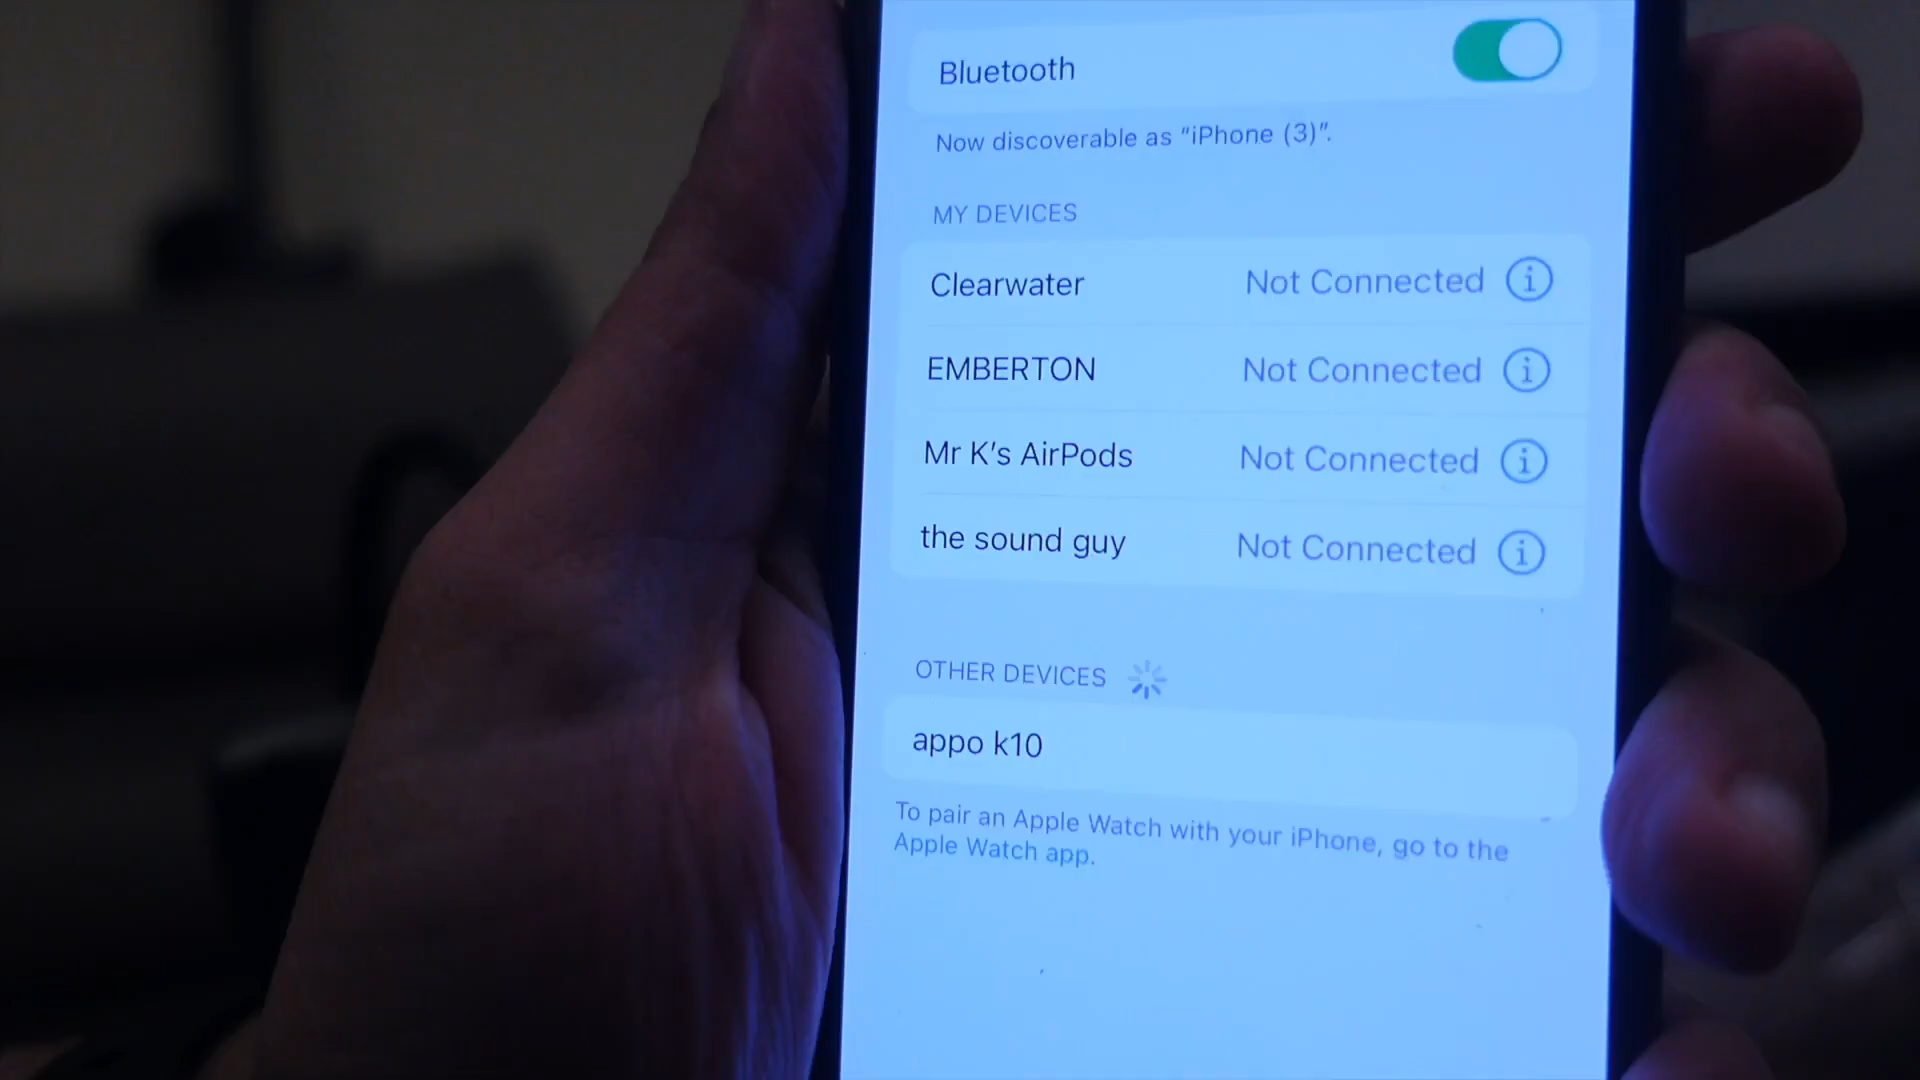 Bluetooth
Now discoverable as “iPhone (3)”.
MY DEVICES
Clearwater Not Connected
EMBERTON Not Connected
Mr K’s AirPods Not Connected
the sound guy Not Connected
OTHER DEVICES
appo k10
To pair an Apple Watch with your iPhone, go to the
Apple Watch app.